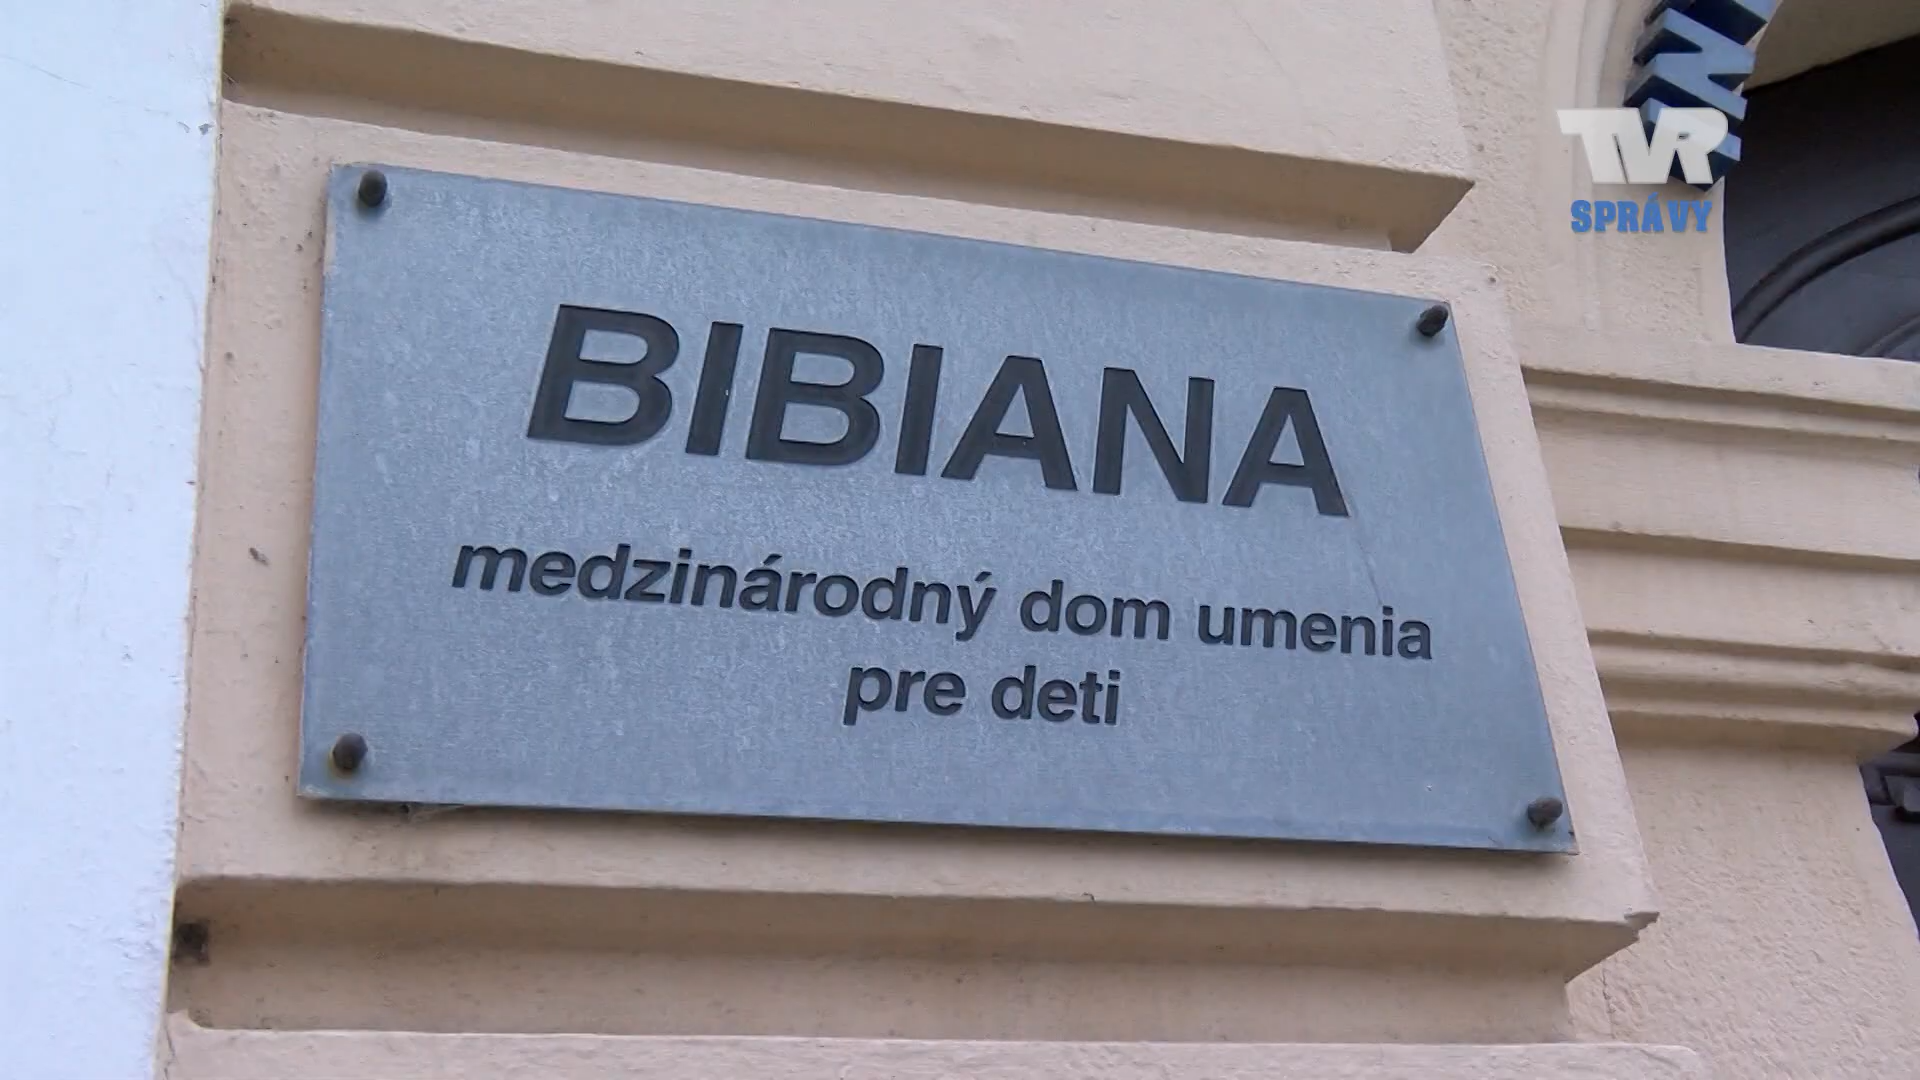 TVR
SPRÁVY
BIBIANA
medzinárodný dom umenia
pre deti